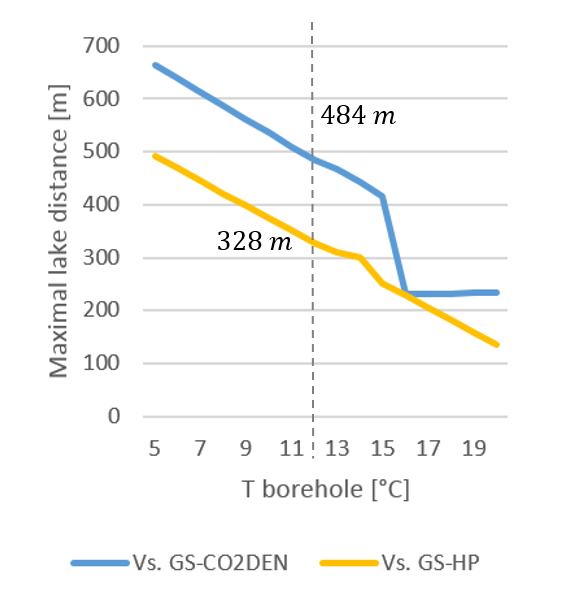 Maximal lake distance [m]
700
600
500
400
300
200
100
0
484 m
328 m
5 7 9 11 13 15 17 19
T borehole [°C]
Vs. GS-CO2DEN Vs. GS-HP